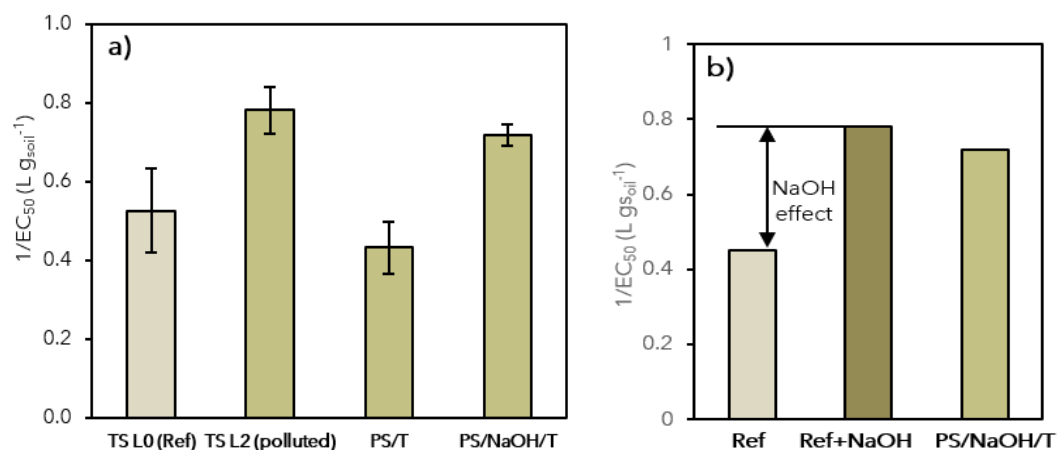 a)
1/EC50 (L gsoil-1)
1.0
0.8
0.6
0.4
0.2
0.0
TS L0 (Ref) TS L2 (polluted) PS/T PS/NaOH/T
b)
1/EC50 (L gsoil-1)
1
0.8
0.6
0.4
0.2
0
NaOH
effect
Ref Ref+NaOH PS/NaOH/T